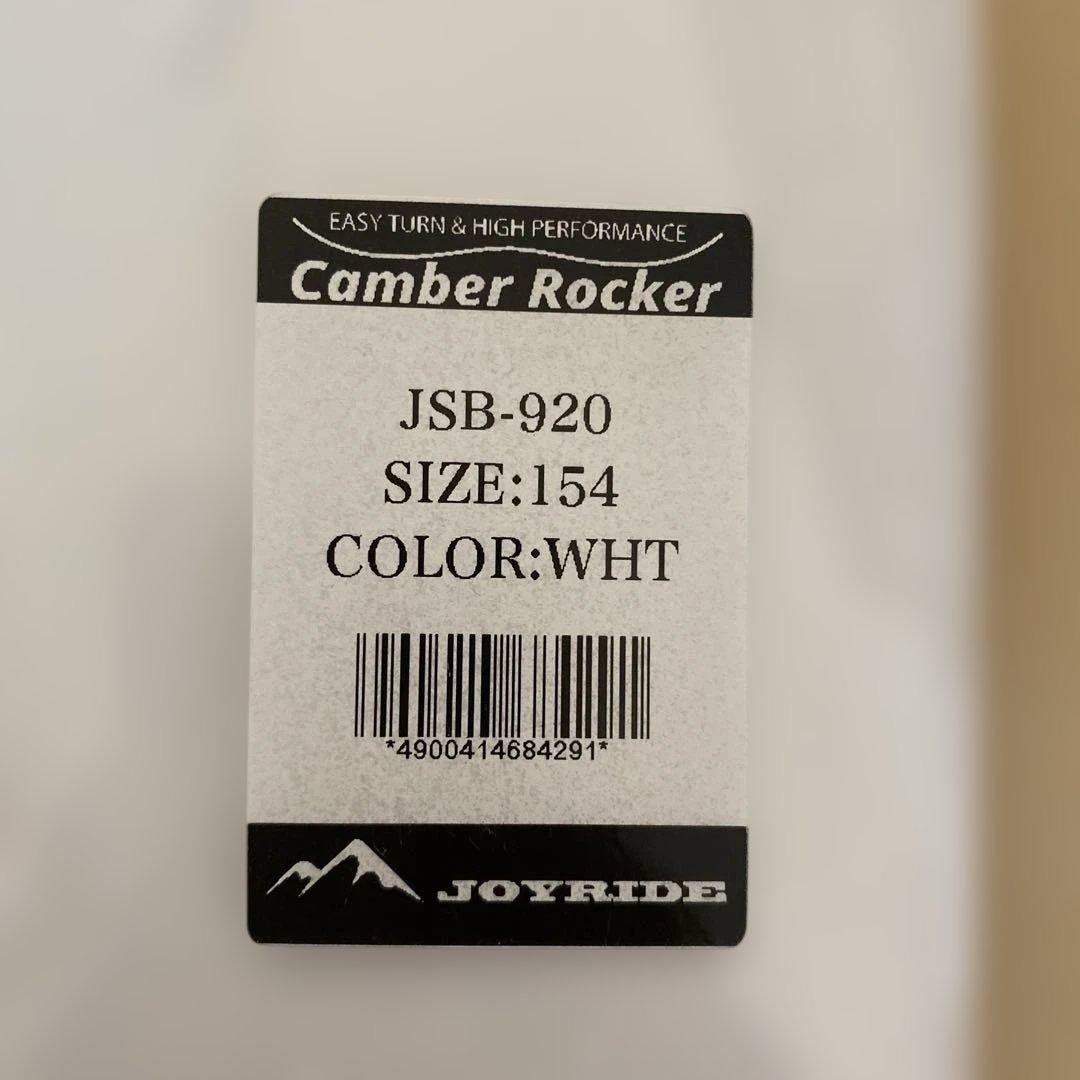 EASY TURN & HIGH PERFORMANCE
Camber Rocker
JSB-920
SIZE:154
COLOR:WHT
*4900414684291*
JOYRIDE